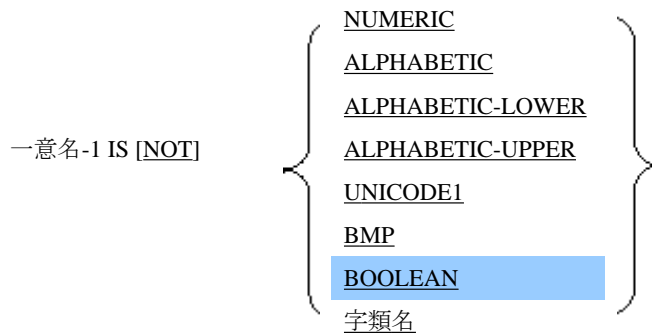 NUMERIC
ALPHABETIC
ALPHABETIC-LOWER
一意名-1 IS [NOT]
ALPHABETIC-UPPER
UNICODE1
BMP
BOOLEAN
字類名